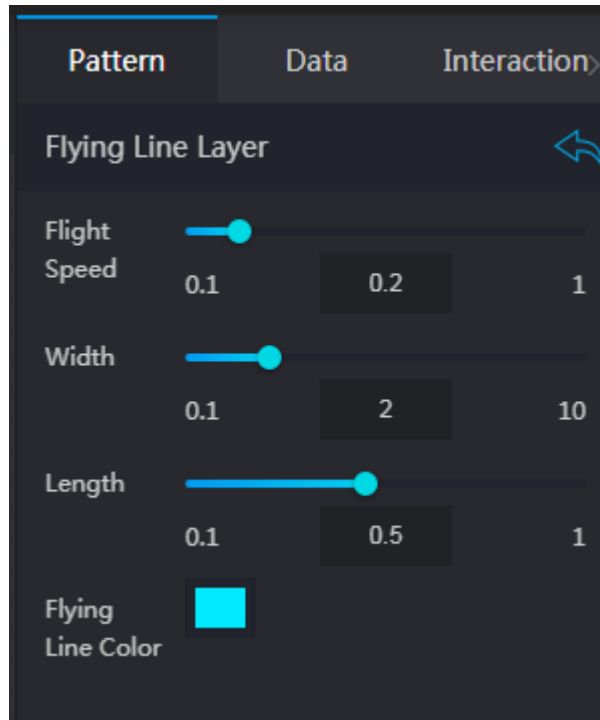 Pattern Data Interaction
Flying Line Layer
Flight
Speed
0.1 0.2 1
Width
0.1 2 10
Length
0.1 0.5 1
Flying
Line Color